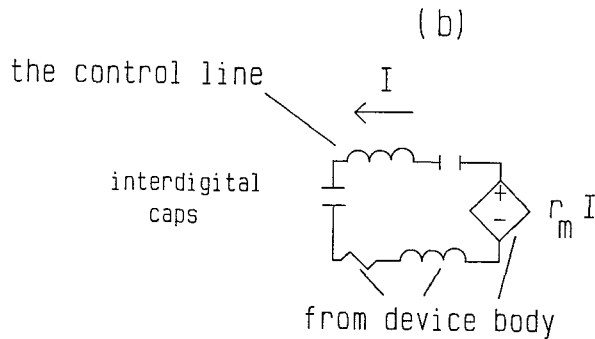 (b)
the control line
I
interdigital
caps
+
−
r_m I
from device body